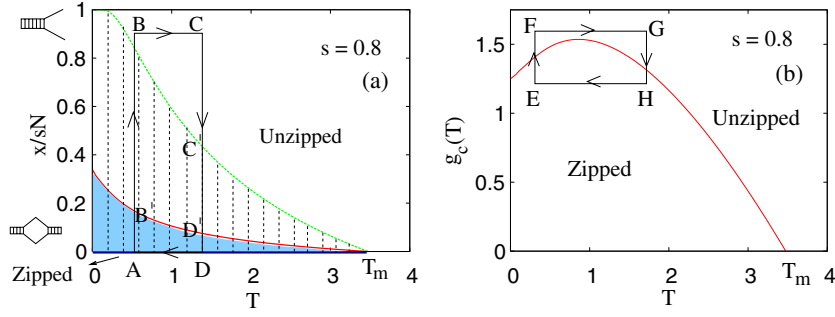 1
0.8
0.6
0.4
0.2
0
x/sN
B
C
s = 0.8
(a)
Unzipped
C'
B'
D'
Zipped
A
D
0
1
2
3
4
T_m
T
1.5
1
0.5
0
g_c(T)
F
G
s = 0.8
(b)
E
H
Unzipped
Zipped
0
1
2
3
4
T_m
T